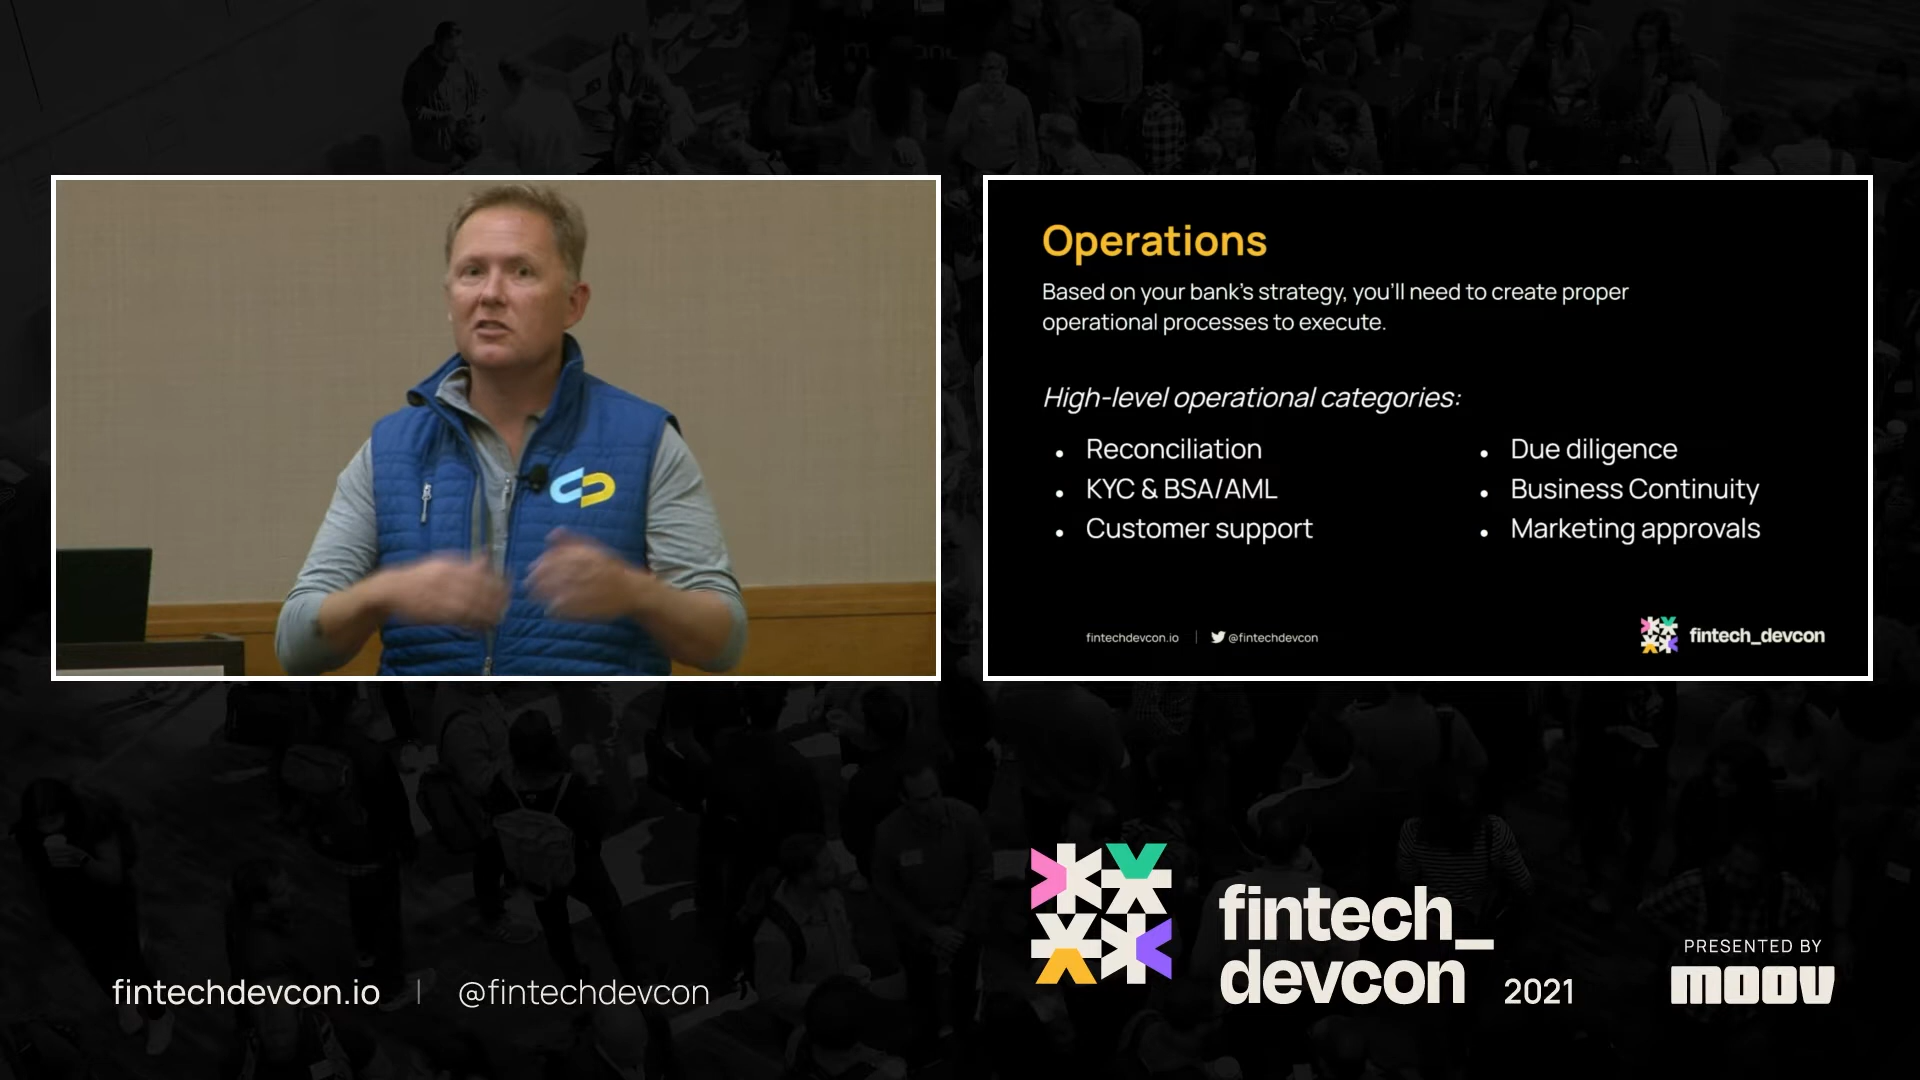 Operations
Based on your bank's strategy, you'll need to create proper
operational processes to execute.
High-level operational categories:
• Reconciliation
• KYC & BSA/AML
• Customer support
• Due diligence
• Business Continuity
• Marketing approvals
fintechdevcon.io | @fintechdevcon
fintech_devcon
fintechdevcon.io | @fintechdevcon
fintech_
devcon 2021
PRESENTED BY
moov